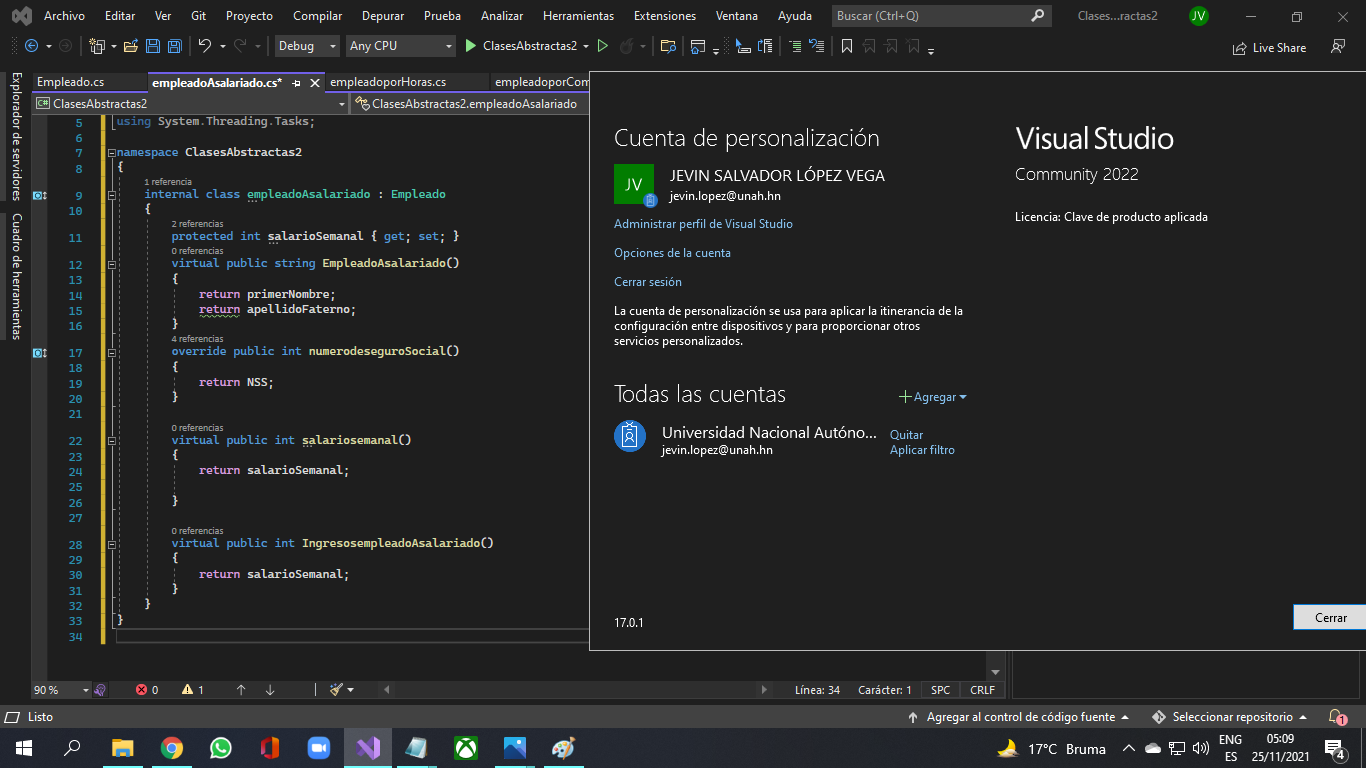 Archivo Editar Ver Git Proyecto Compilar Depurar Prueba Analizar Herramientas Extensiones Ventana Ayuda Buscar (Ctrl+Q) Clases...ractas2 JV
Debug Any CPU ClasesAbstractas2 Live Share
Explorador de servidores
Cuadro de herramientas
Empleado.cs empleadoAsalariado.cs* empleadoporHoras.cs empleadoporCom
C# ClasesAbstractas2 ClasesAbstractas2.empleadoAsalariado
5 using System.Threading.Tasks;
6
7 namespace ClasesAbstractas2
8 {
1 referencia
9 internal class empleadoAsalariado : Empleado
10 {
2 referencias
11 protected int salarioSemanal { get; set; }
0 referencias
12 virtual public string EmpleadoAsalariado()
13 {
14 return primerNombre;
15 return apellidoFaterno;
16 }
4 referencias
17 override public int numerodeseguroSocial()
18 {
19 return NSS;
20 }
21
0 referencias
22 virtual public int salariosemanal()
23 {
24 return salarioSemanal;
25
26 }
27
0 referencias
28 virtual public int IngresosempleadoAsalariado()
29 {
30 return salarioSemanal;
31 }
32 }
33 }
34
Cuenta de personalización
JV
JEVIN SALVADOR LÓPEZ VEGA
jevin.lopez@unah.hn
Administrar perfil de Visual Studio
Opciones de la cuenta
Cerrar sesión
La cuenta de personalización se usa para aplicar la itinerancia de la
configuración entre dispositivos y para proporcionar otros
servicios personalizados.
Todas las cuentas Agregar
Universidad Nacional Autóno... Quitar
jevin.lopez@unah.hn Aplicar filtro
17.0.1
Visual Studio
Community 2022
Licencia: Clave de producto aplicada
Cerrar
90 % 0 1 Línea: 34 Carácter: 1 SPC CRLF
Listo Agregar al control de código fuente Seleccionar repositorio 1
17°C Bruma ENG ES 05:09 25/11/2021 4